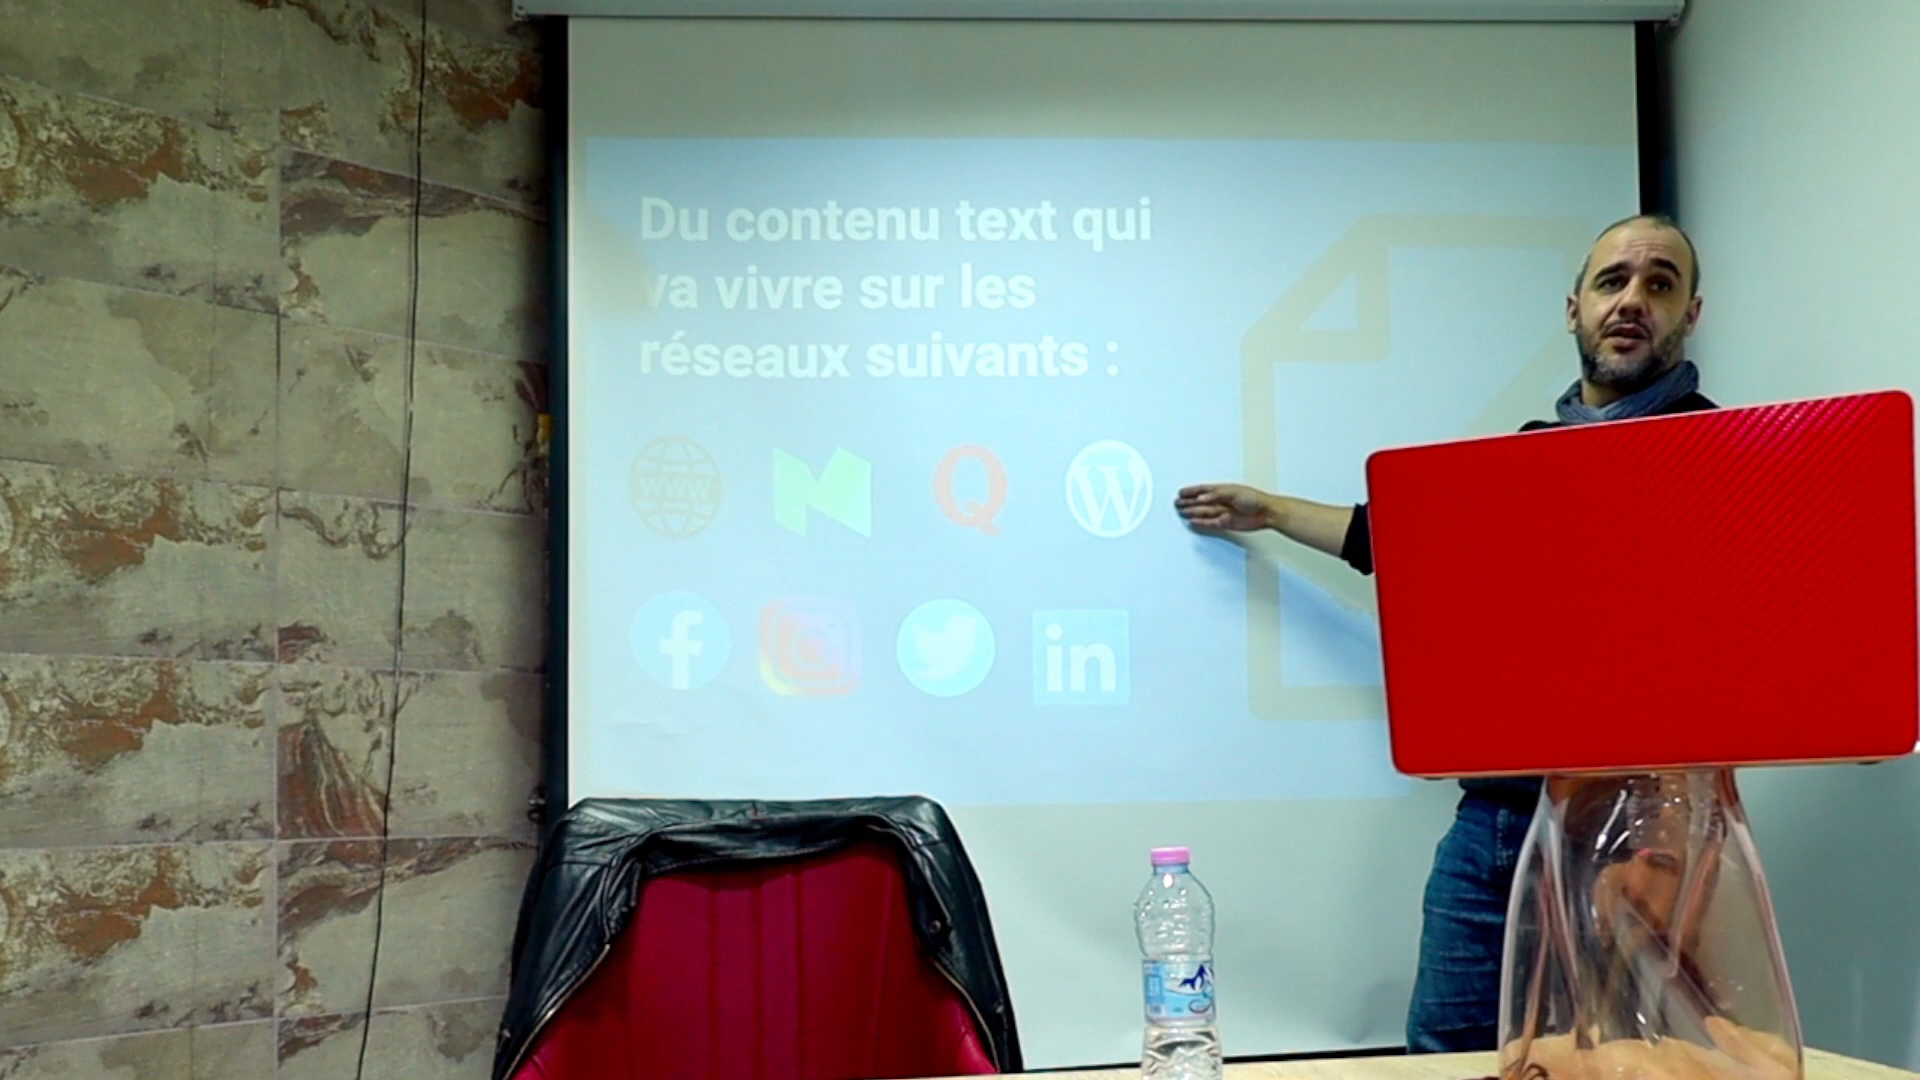 Du contenu text qui
va vivre sur les
réseaux suivants :
www
Q
W
f
in